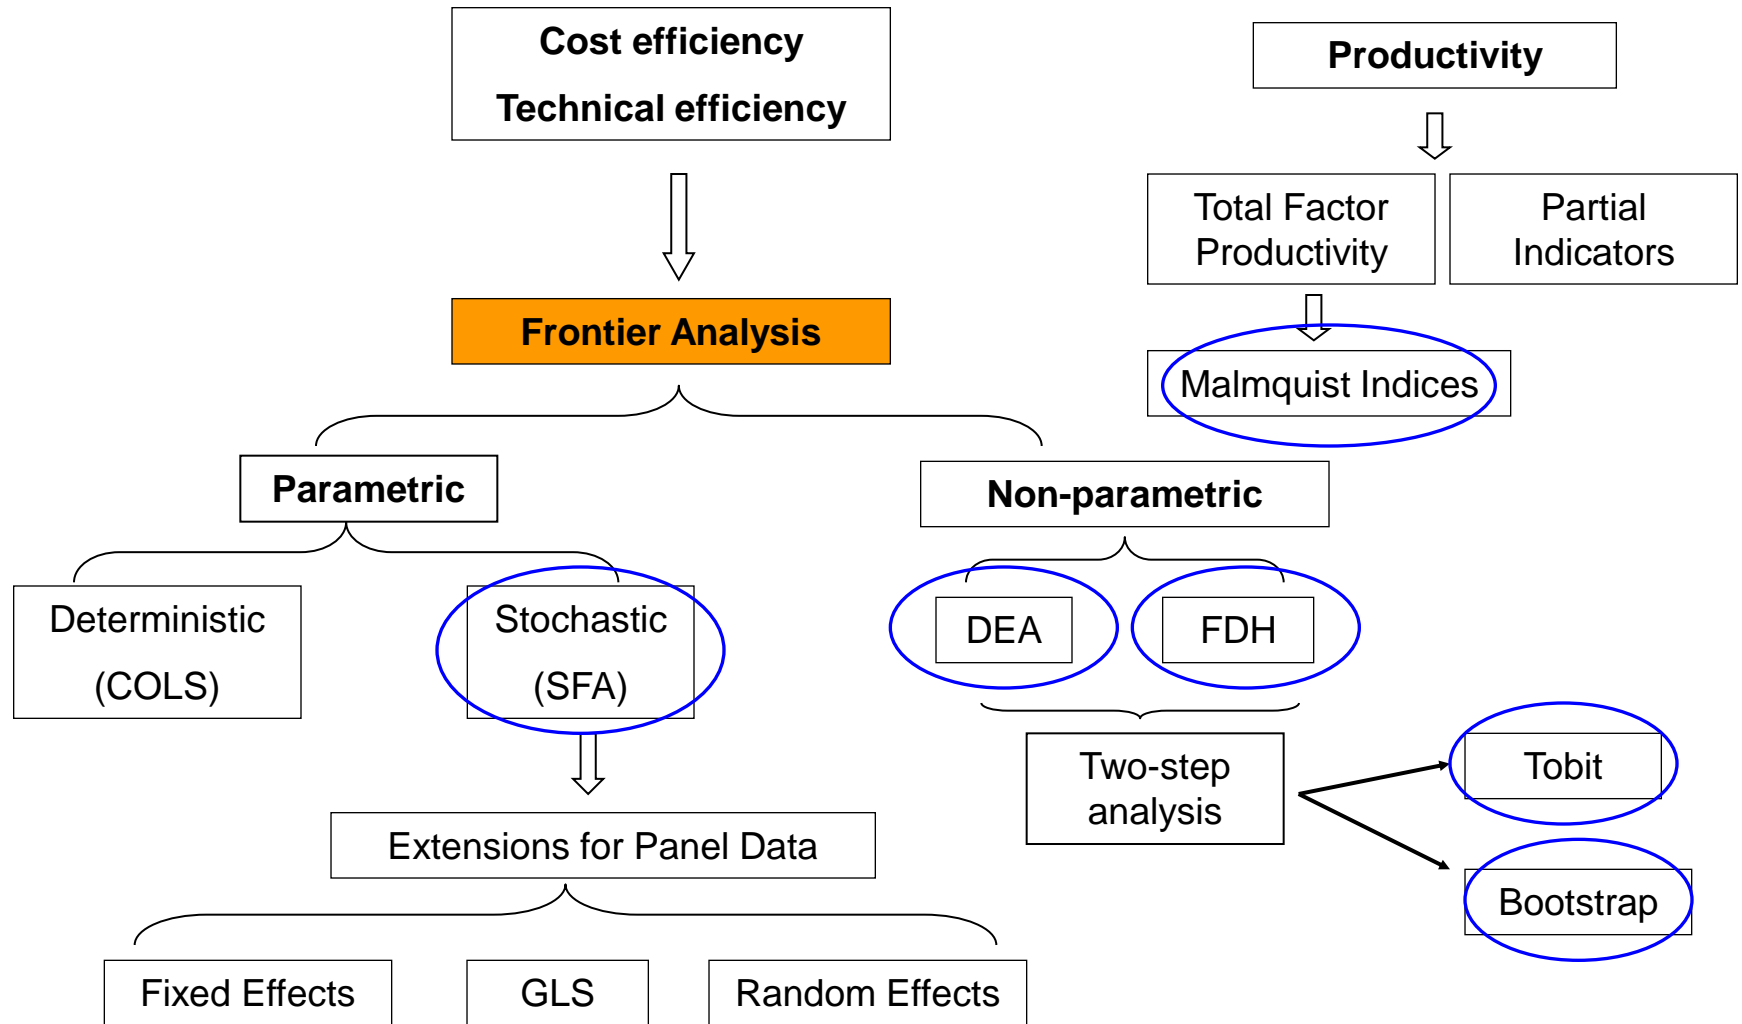 Cost efficiency
Technical efficiency
Productivity
Total Factor
Productivity
Partial
Indicators
Frontier Analysis
Malmquist Indices
Parametric
Non-parametric
Deterministic
(COLS)
Stochastic
(SFA)
DEA
FDH
Two-step
analysis
Tobit
Bootstrap
Extensions for Panel Data
Fixed Effects
GLS
Random Effects